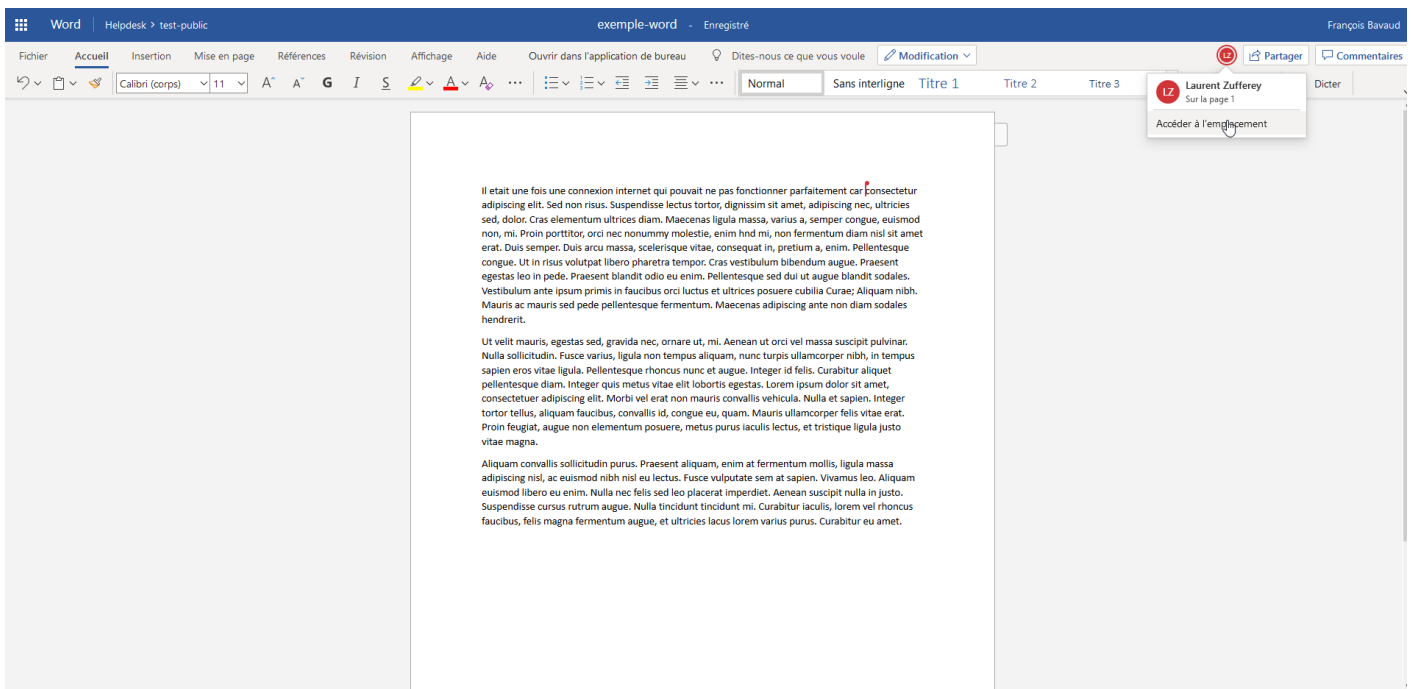 Word Helpdesk > test-public exemple-word - Enregistré François Bavaud
Fichier Accueil Insertion Mise en page Références Révision Affichage Aide Ouvrir dans l'application de bureau Dites-nous ce que vous voule Modification LZ Partager Commentaires
Calibri (corps) 11 A A G I S A A ... ... Normal Sans interligne Titre 1 Titre 2 Titre 3 Dicter
LZ Laurent Zufferey
Sur la page 1
Accéder à l'emplacement
Il etait une fois une connexion internet qui pouvait ne pas fonctionner parfaitement car consectetur
adipiscing elit. Sed non risus. Suspendisse lectus tortor, dignissim sit amet, adipiscing nec, ultricies
sed, dolor. Cras elementum ultrices diam. Maecenas ligula massa, varius a, semper congue, euismod
non, mi. Proin porttitor, orci nec nonummy molestie, enim hnd mi, non fermentum diam nisl sit amet
erat. Duis semper. Duis arcu massa, scelerisque vitae, consequat in, pretium a, enim. Pellentesque
congue. Ut in risus volutpat libero pharetra tempor. Cras vestibulum bibendum augue. Praesent
egestas leo in pede. Praesent blandit odio eu enim. Pellentesque sed dui ut augue blandit sodales.
Vestibulum ante ipsum primis in faucibus orci luctus et ultrices posuere cubilia Curae; Aliquam nibh.
Mauris ac mauris sed pede pellentesque fermentum. Maecenas adipiscing ante non diam sodales
hendrerit.
Ut velit mauris, egestas sed, gravida nec, ornare ut, mi. Aenean ut orci vel massa suscipit pulvinar.
Nulla sollicitudin. Fusce varius, ligula non tempus aliquam, nunc turpis ullamcorper nibh, in tempus
sapien eros vitae ligula. Pellentesque rhoncus nunc et augue. Integer id felis. Curabitur aliquet
pellentesque diam. Integer quis metus vitae elit lobortis egestas. Lorem ipsum dolor sit amet,
consectetuer adipiscing elit. Morbi vel erat non mauris convallis vehicula. Nulla et sapien. Integer
tortor tellus, aliquam faucibus, convallis id, congue eu, quam. Mauris ullamcorper felis vitae erat.
Proin feugiat, augue non elementum posuere, metus purus iaculis lectus, et tristique ligula justo
vitae magna.
Aliquam convallis sollicitudin purus. Praesent aliquam, enim at fermentum mollis, ligula massa
adipiscing nisl, ac euismod nibh nisl eu lectus. Fusce vulputate sem at sapien. Vivamus leo. Aliquam
euismod libero eu enim. Nulla nec felis sed leo placerat imperdiet. Aenean suscipit nulla in justo.
Suspendisse cursus rutrum augue. Nulla tincidunt tincidunt mi. Curabitur iaculis, lorem vel rhoncus
faucibus, felis magna fermentum augue, et ultricies lacus lorem varius purus. Curabitur eu amet.